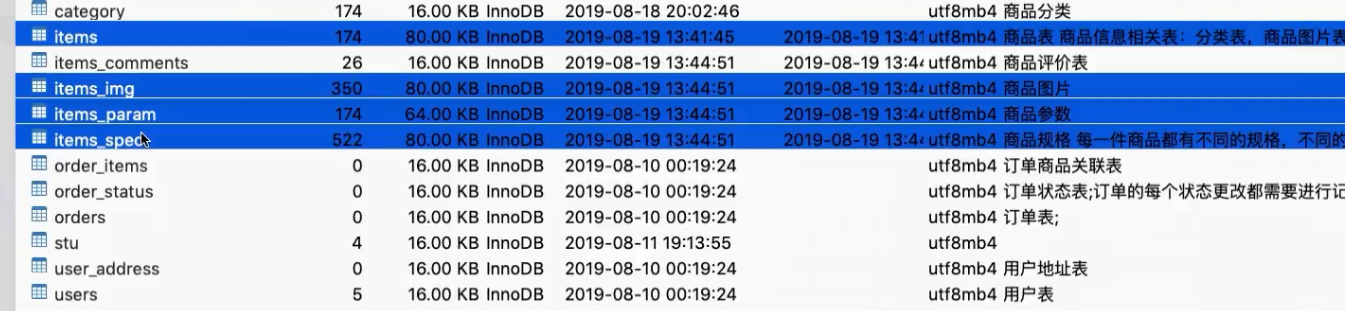 category 174 16.00 KB InnoDB 2019-08-18 20:02:46 utf8mb4 商品分类
items 174 80.00 KB InnoDB 2019-08-19 13:41:45 2019-08-19 13:41 utf8mb4 商品表 商品信息相关表：分类表，商品图片表
items_comments 26 16.00 KB InnoDB 2019-08-19 13:44:51 2019-08-19 13:44 utf8mb4 商品评价表
items_img 350 80.00 KB InnoDB 2019-08-19 13:44:51 2019-08-19 13:44 utf8mb4 商品图片
items_param 174 64.00 KB InnoDB 2019-08-19 13:44:51 2019-08-19 13:44 utf8mb4 商品参数
items_spec 522 80.00 KB InnoDB 2019-08-19 13:44:51 2019-08-19 13:44 utf8mb4 商品规格 每一件商品都有不同的规格，不同的
order_items 0 16.00 KB InnoDB 2019-08-10 00:19:24 utf8mb4 订单商品关联表
order_status 0 16.00 KB InnoDB 2019-08-10 00:19:24 utf8mb4 订单状态表;订单的每个状态更改都需要进行记
orders 0 16.00 KB InnoDB 2019-08-10 00:19:24 utf8mb4 订单表;
stu 4 16.00 KB InnoDB 2019-08-11 19:13:55 utf8mb4
user_address 0 16.00 KB InnoDB 2019-08-10 00:19:24 utf8mb4 用户地址表
users 5 16.00 KB InnoDB 2019-08-10 00:19:24 utf8mb4 用户表